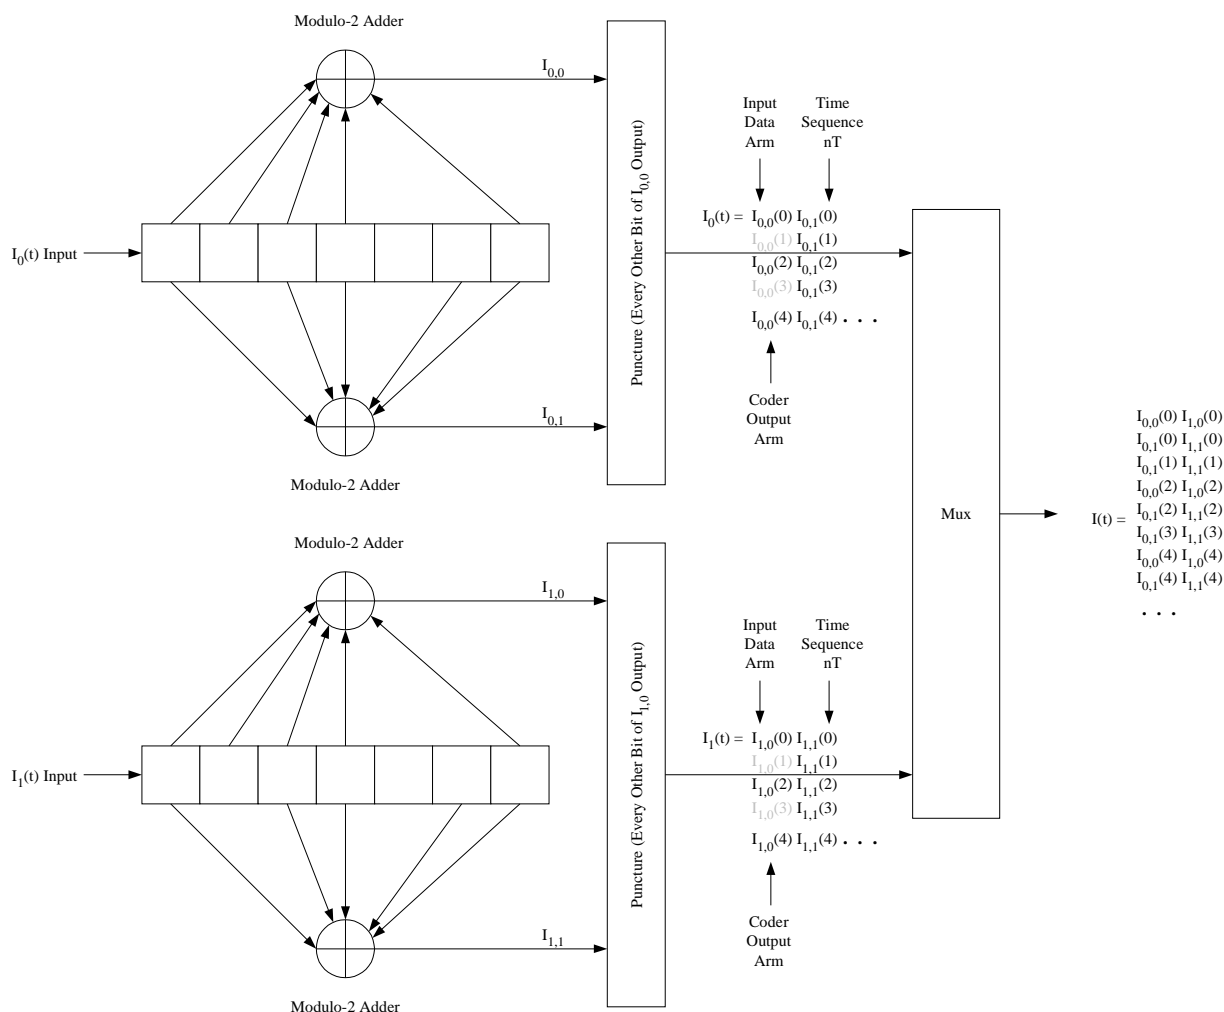 Modulo-2 Adder
I0,0
I0(t) Input
I0,1
Modulo-2 Adder
Puncture (Every Other Bit of I0,0 Output)
Input
Data
Arm
Time
Sequence
nT
I0(t) = I0,0(0) I0,1(0)
I0,0(1) I0,1(1)
I0,0(2) I0,1(2)
I0,0(3) I0,1(3)
I0,0(4) I0,1(4) . . .
Coder
Output
Arm
Modulo-2 Adder
I1,0
I1(t) Input
I1,1
Modulo-2 Adder
Puncture (Every Other Bit of I1,0 Output)
Input
Data
Arm
Time
Sequence
nT
I1(t) = I1,0(0) I1,1(0)
I1,0(1) I1,1(1)
I1,0(2) I1,1(2)
I1,0(3) I1,1(3)
I1,0(4) I1,1(4) . . .
Coder
Output
Arm
Mux
I(t) =
I0,0(0) I1,0(0)
I0,1(0) I1,1(0)
I0,1(1) I1,1(1)
I0,0(2) I1,0(2)
I0,1(2) I1,1(2)
I0,1(3) I1,1(3)
I0,0(4) I1,0(4)
I0,1(4) I1,1(4)
. . .